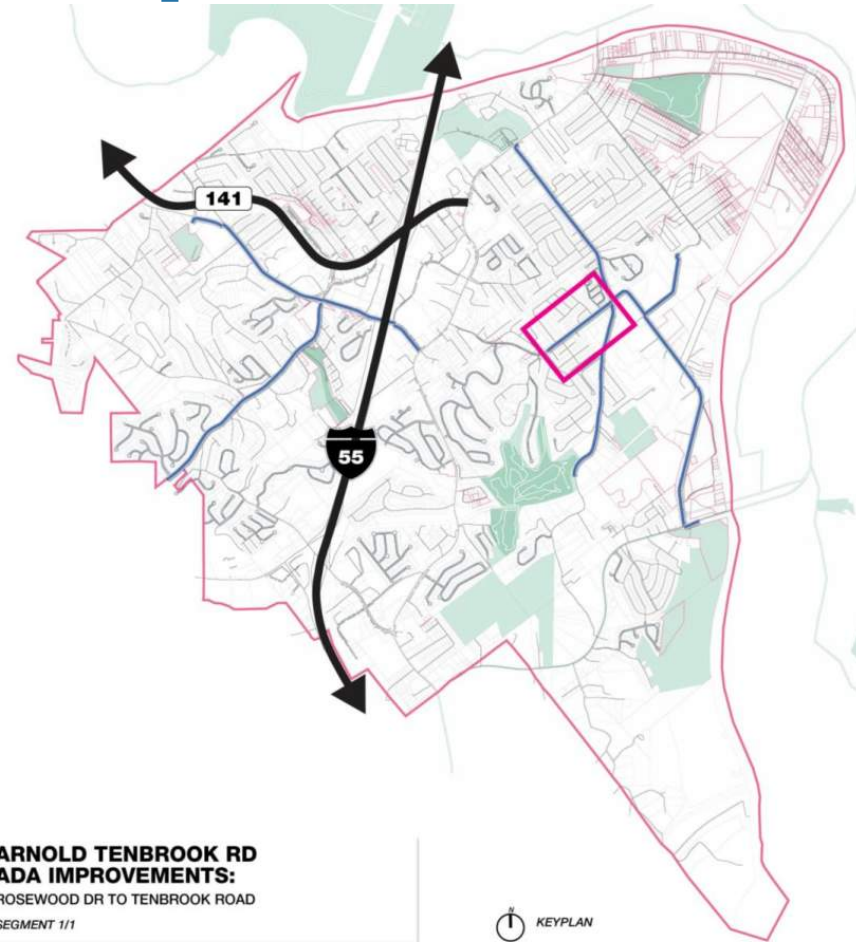 141
55
ARNOLD TENBROOK RD
ADA IMPROVEMENTS:
ROSEWOOD DR TO TENBROOK ROAD
SEGMENT 1/1
N
KEYPLAN